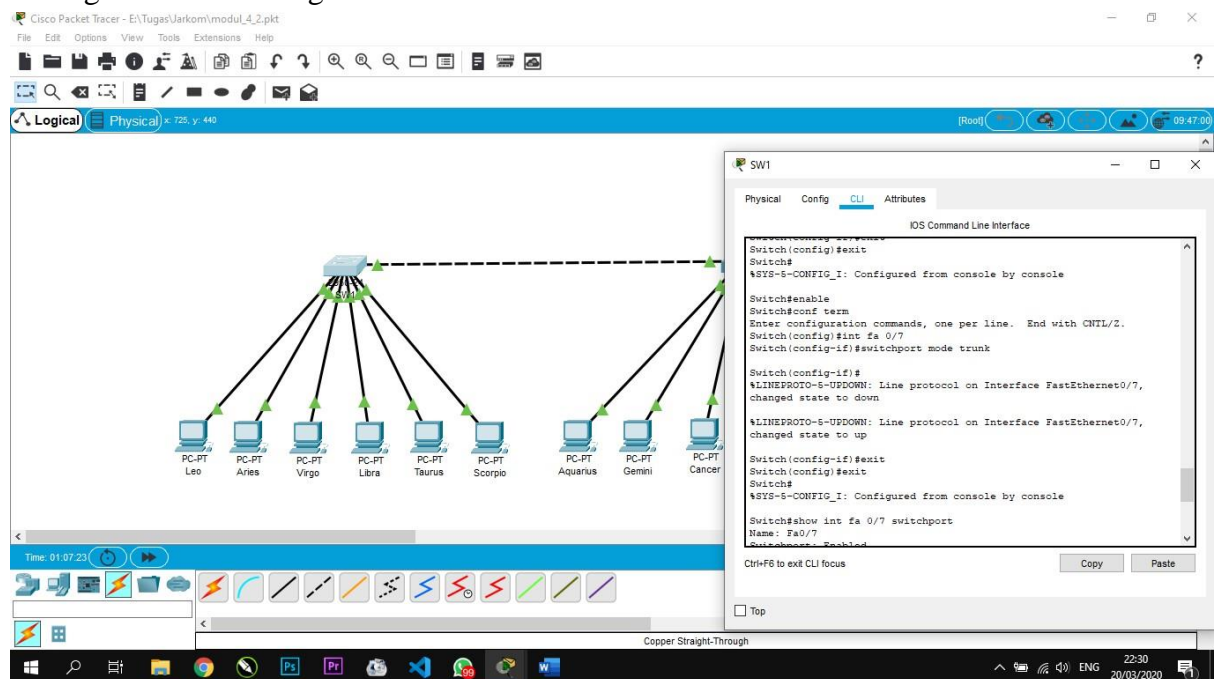 Cisco Packet Tracer - E:\Tugas\Jarkom\modul_4_2.pkt
File Edit Options View Tools Extensions Help
?
Logical Physical x: 725, y: 440 [Root] 09:47:00
SW1
Physical Config CLI Attributes
IOS Command Line Interface
Switch(config)#exit
Switch#
%SYS-5-CONFIG_I: Configured from console by console
Switch#enable
Switch#conf term
Enter configuration commands, one per line. End with CNTL/Z.
Switch(config)#int fa 0/7
Switch(config-if)#switchport mode trunk
Switch(config-if)#
%LINEPROTO-5-UPDOWN: Line protocol on Interface FastEthernet0/7,
changed state to down
%LINEPROTO-5-UPDOWN: Line protocol on Interface FastEthernet0/7,
changed state to up
Switch(config-if)#exit
Switch(config)#exit
Switch#
%SYS-5-CONFIG_I: Configured from console by console
Switch#show int fa 0/7 switchport
Name: Fa0/7
Switchport: Enabled
Ctrl+F6 to exit CLI focus
Copy Paste
Top
SW1
PC-PT PC-PT PC-PT PC-PT PC-PT PC-PT PC-PT PC-PT PC-PT
Leo Aries Virgo Libra Taurus Scorpio Aquarius Gemini Cancer
Time: 01:07:23
Copper Straight-Through
Ps Pr 99 W
ENG
22:30
20/03/2020
1